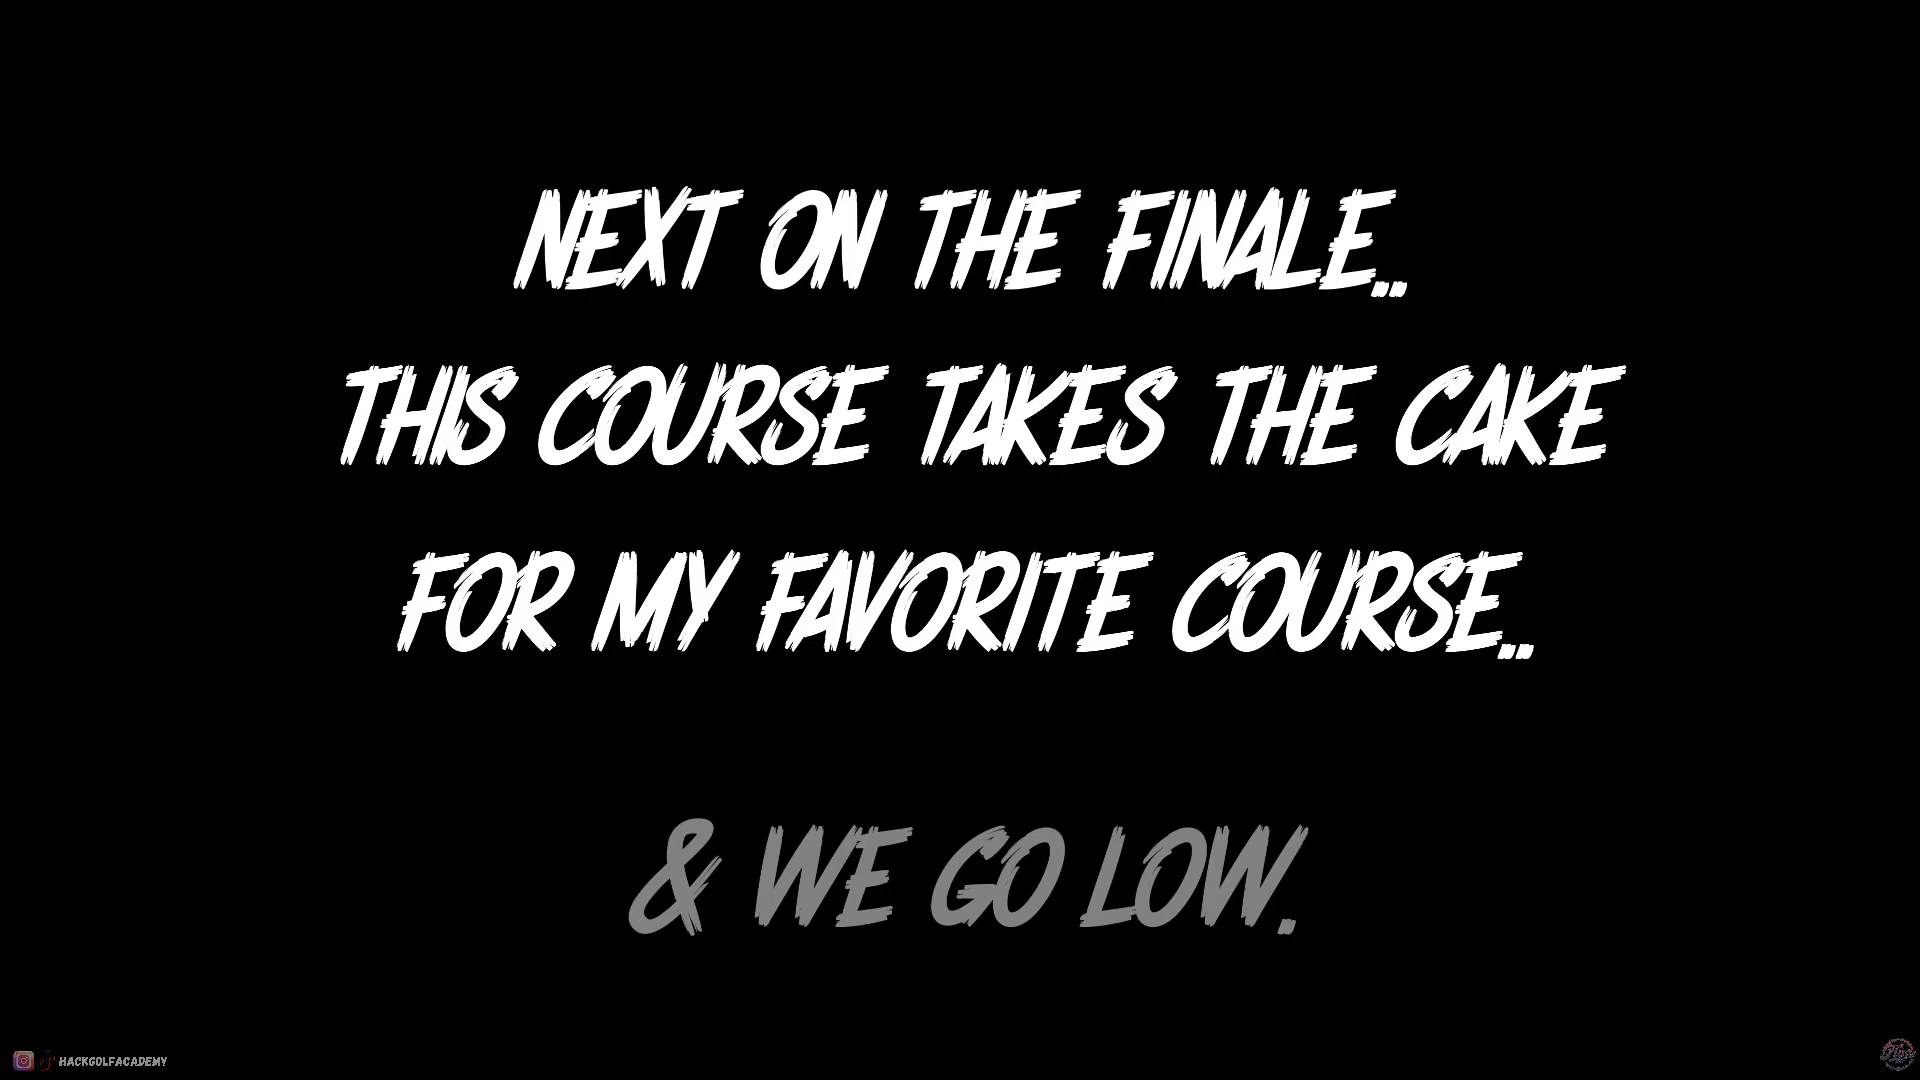 NEXT ON THE FINALE..
THIS COURSE TAKES THE CAKE
FOR MY FAVORITE COURSE..
& WE GO LOW.
HACKGOLFACADEMY